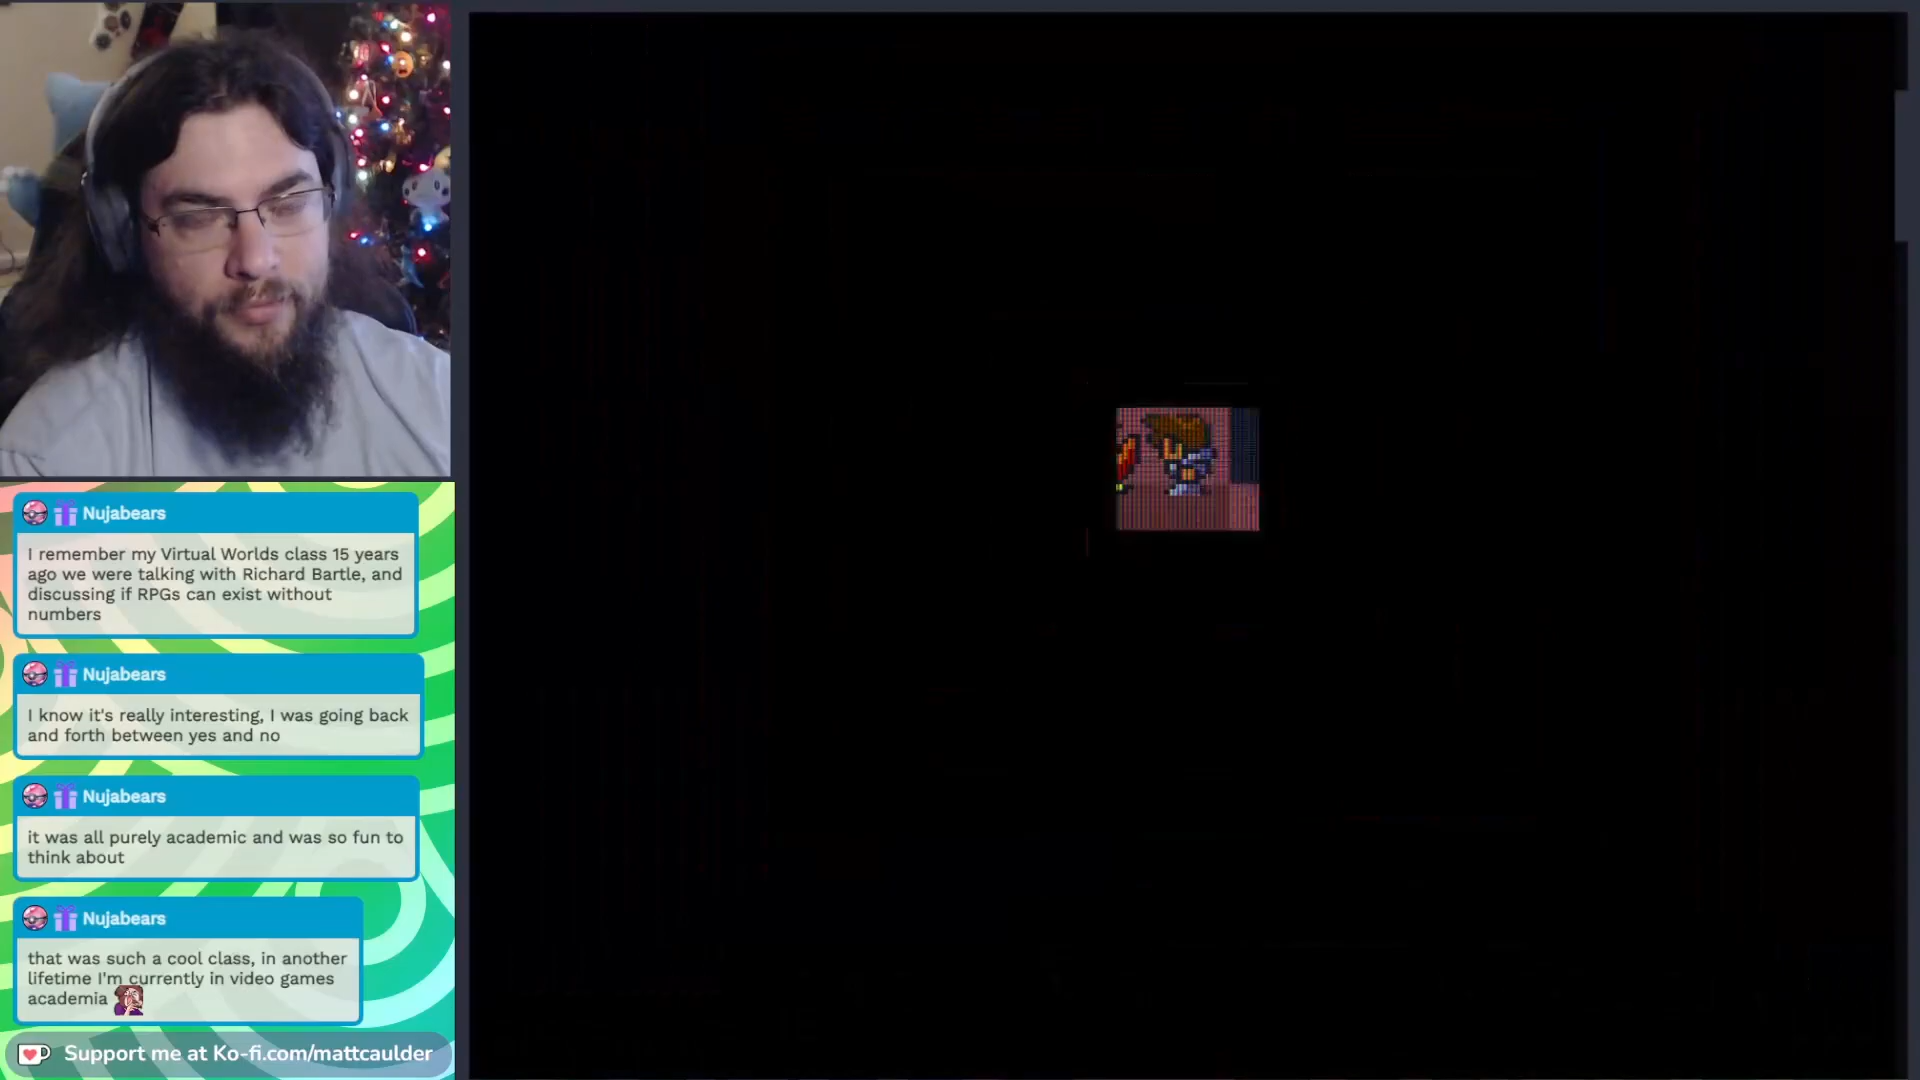 Nujabears
I remember my Virtual Worlds class 15 years
ago we were talking with Richard Bartle, and
discussing if RPGs can exist without
numbers
Nujabears
I know it's really interesting, I was going back
and forth between yes and no
Nujabears
it was all purely academic and was so fun to
think about
Nujabears
that was such a cool class, in another
lifetime I'm currently in video games
academia
Support me at Ko-fi.com/mattcaulder